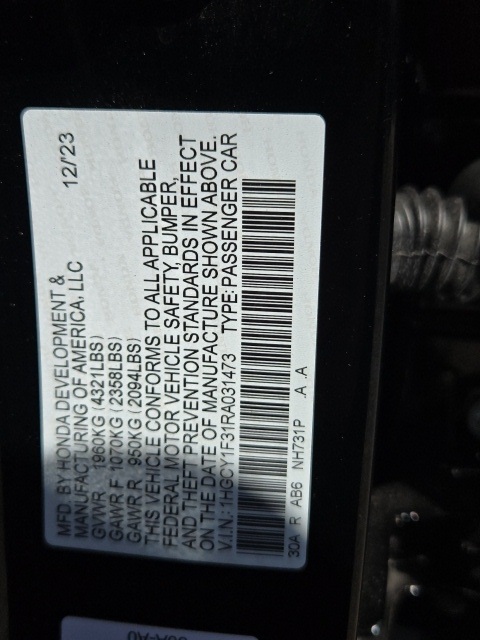 MFD. BY HONDA DEVELOPMENT & 12/'23
MANUFACTURING OF AMERICA, LLC
GVWR 1960KG (4321LBS)
GAWR F 1070KG (2358LBS)
GAWR R 950KG (2094LBS)
THIS VEHICLE CONFORMS TO ALL APPLICABLE
FEDERAL MOTOR VEHICLE SAFETY, BUMPER,
AND THEFT PREVENTION STANDARDS IN EFFECT
ON THE DATE OF MANUFACTURE SHOWN ABOVE.
V.I.N.: 1HGCY1F31RA031473 TYPE: PASSENGER CAR
30A R AB6 NH731P .A .A